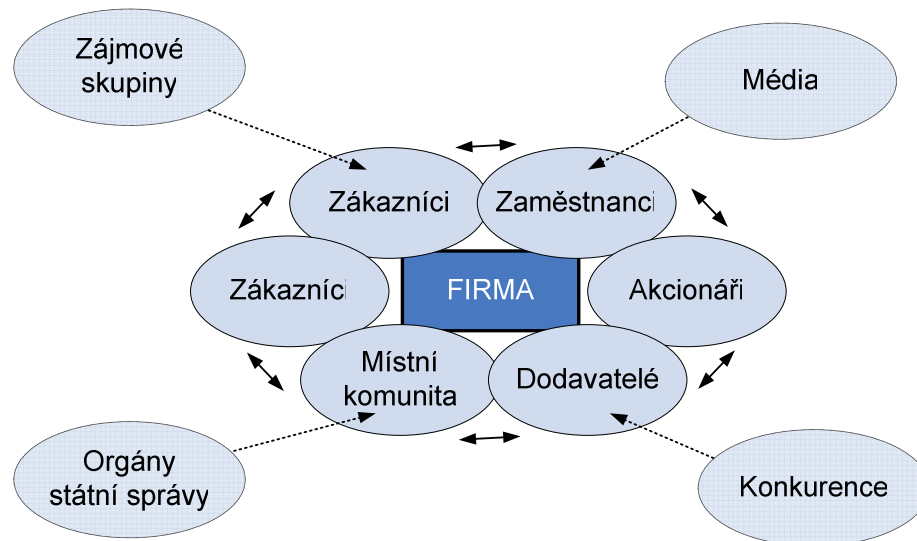 Zájmové
skupiny
Média
Zákazníci
Zaměstnanci
Zákazníci
FIRMA
Akcionáři
Místní
komunita
Dodavatelé
Orgány
státní správy
Konkurence